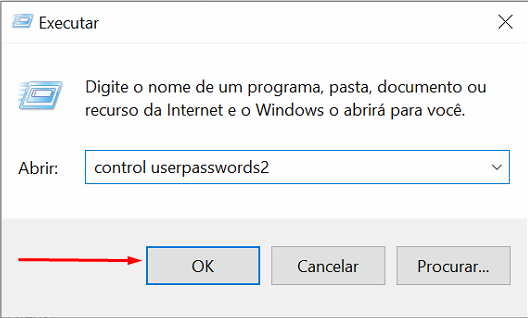 Executar
Digite o nome de um programa, pasta, documento ou
recurso da Internet e o Windows o abrirá para você.
Abrir: control userpasswords2
OK Cancelar Procurar...